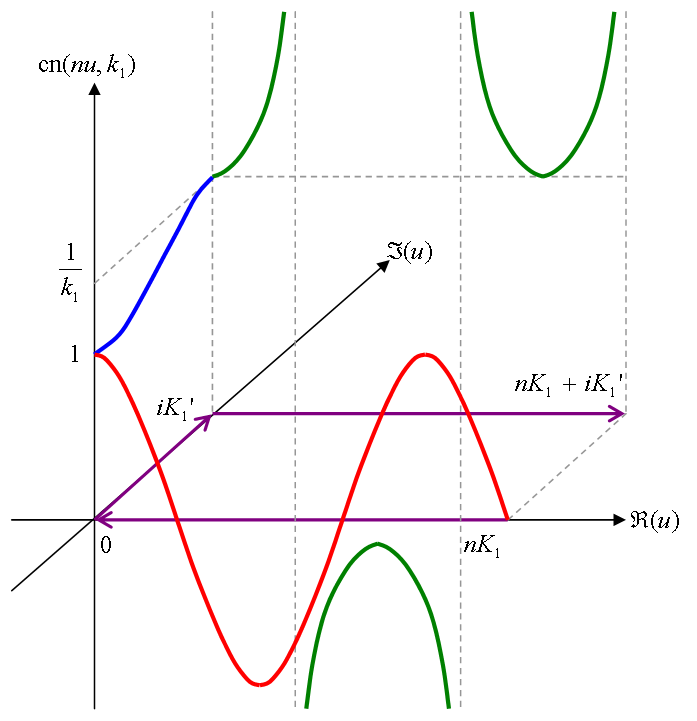 cn(nu, k₁)
ℑ(u)
1
k₁
1
iK₁'
nK₁ + iK₁'
ℜ(u)
0
nK₁